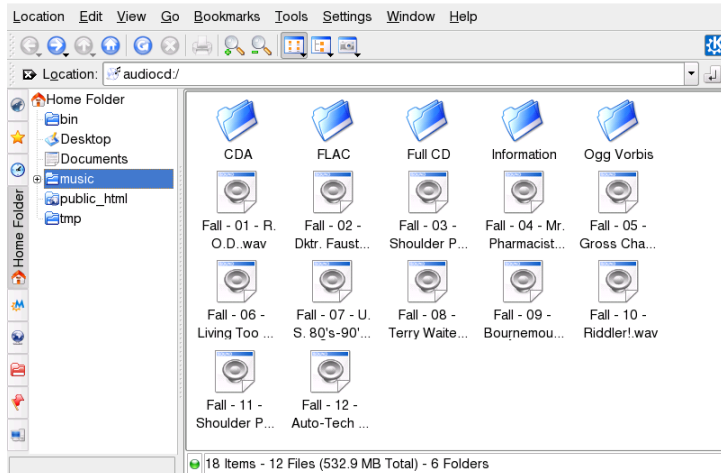 Location Edit View Go Bookmarks Tools Settings Window Help
Location: audiocd:/
Home Folder
bin
Desktop
Documents
music
public_html
tmp
Home Folder
CDA FLAC Full CD Information Ogg Vorbis
Fall - 01 - R. Fall - 02 - Fall - 03 - Fall - 04 - Mr. Fall - 05 -
O.D..wav Dktr. Faust... Shoulder P... Pharmacist... Gross Cha...
Fall - 06 - Fall - 07 - U. Fall - 08 - Fall - 09 - Fall - 10 -
Living Too ... S. 80's-90'... Terry Waite... Bournemou... Riddler!.wav
Fall - 11 - Fall - 12 -
Shoulder P... Auto-Tech ...
18 Items - 12 Files (532.9 MB Total) - 6 Folders